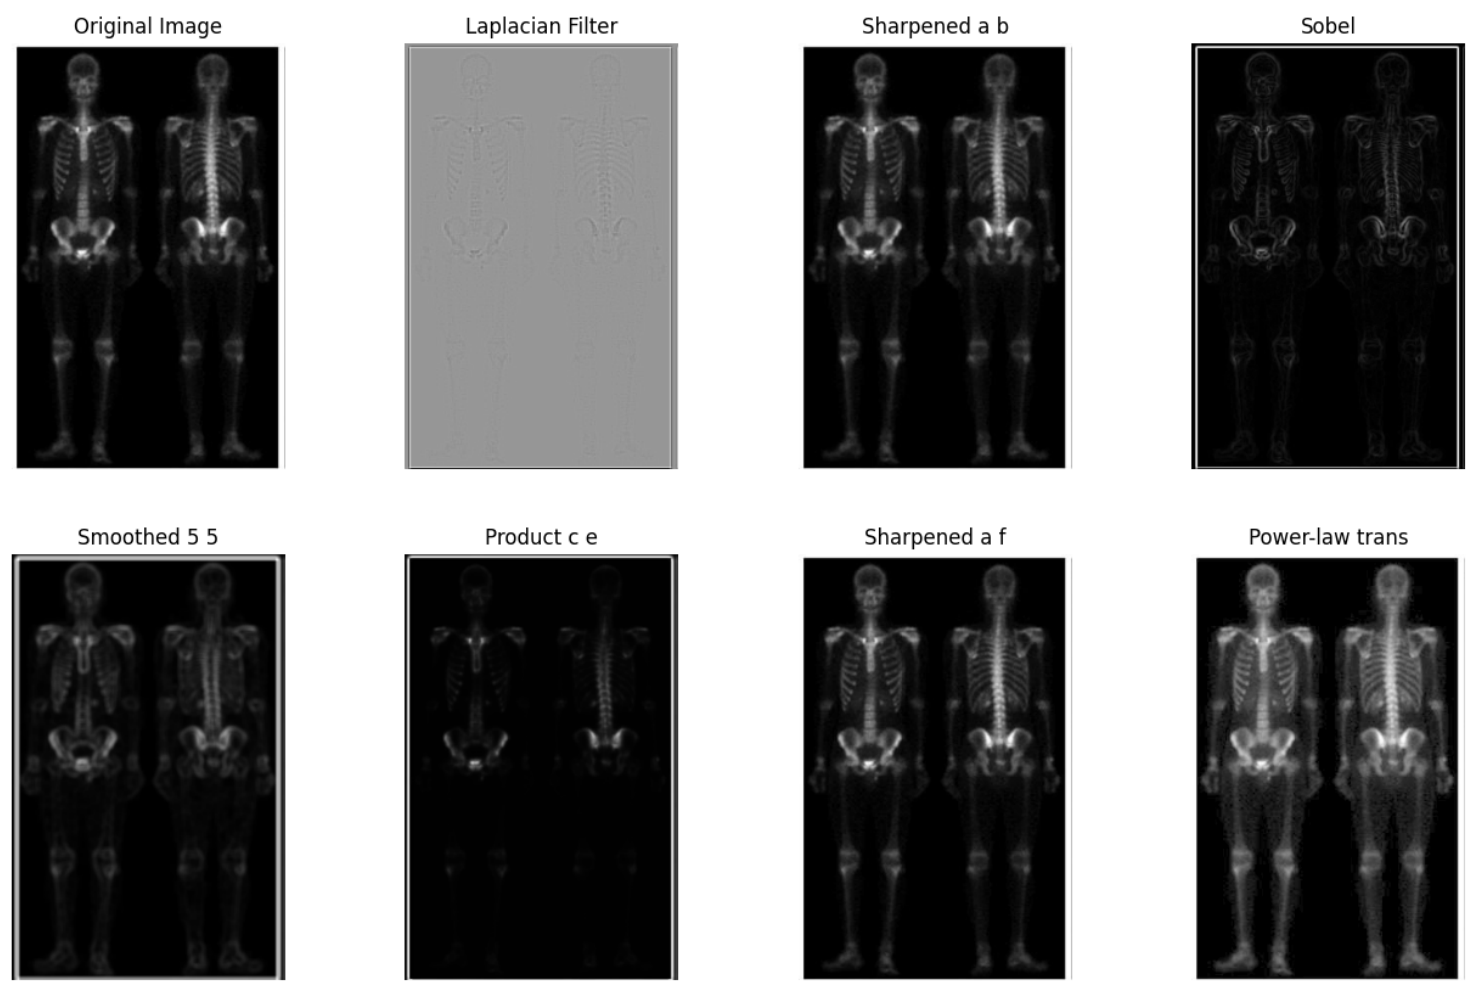 Original Image
Laplacian Filter
Sharpened a b
Sobel
Smoothed 5 5
Product c e
Sharpened a f
Power-law trans